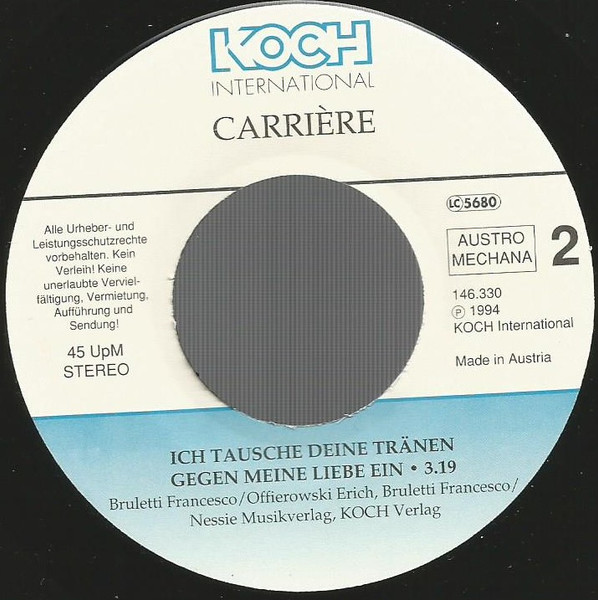 KOCH
INTERNATIONAL
CARRIÈRE
Alle Urheber- und
Leistungsschutzrechte
vorbehalten. Kein
Verleih! Keine
unerlaubte Verviel-
fältigung, Vermietung,
Aufführung und
Sendung!
45 UpM
STEREO
LC 5680
AUSTRO
MECHANA
2
146.330
Ⓟ 1994
KOCH International
Made in Austria
ICH TAUSCHE DEINE TRÄNEN
GEGEN MEINE LIEBE EIN • 3.19
Bruletti Francesco/Offierowski Erich, Bruletti Francesco/
Nessie Musikverlag, KOCH Verlag